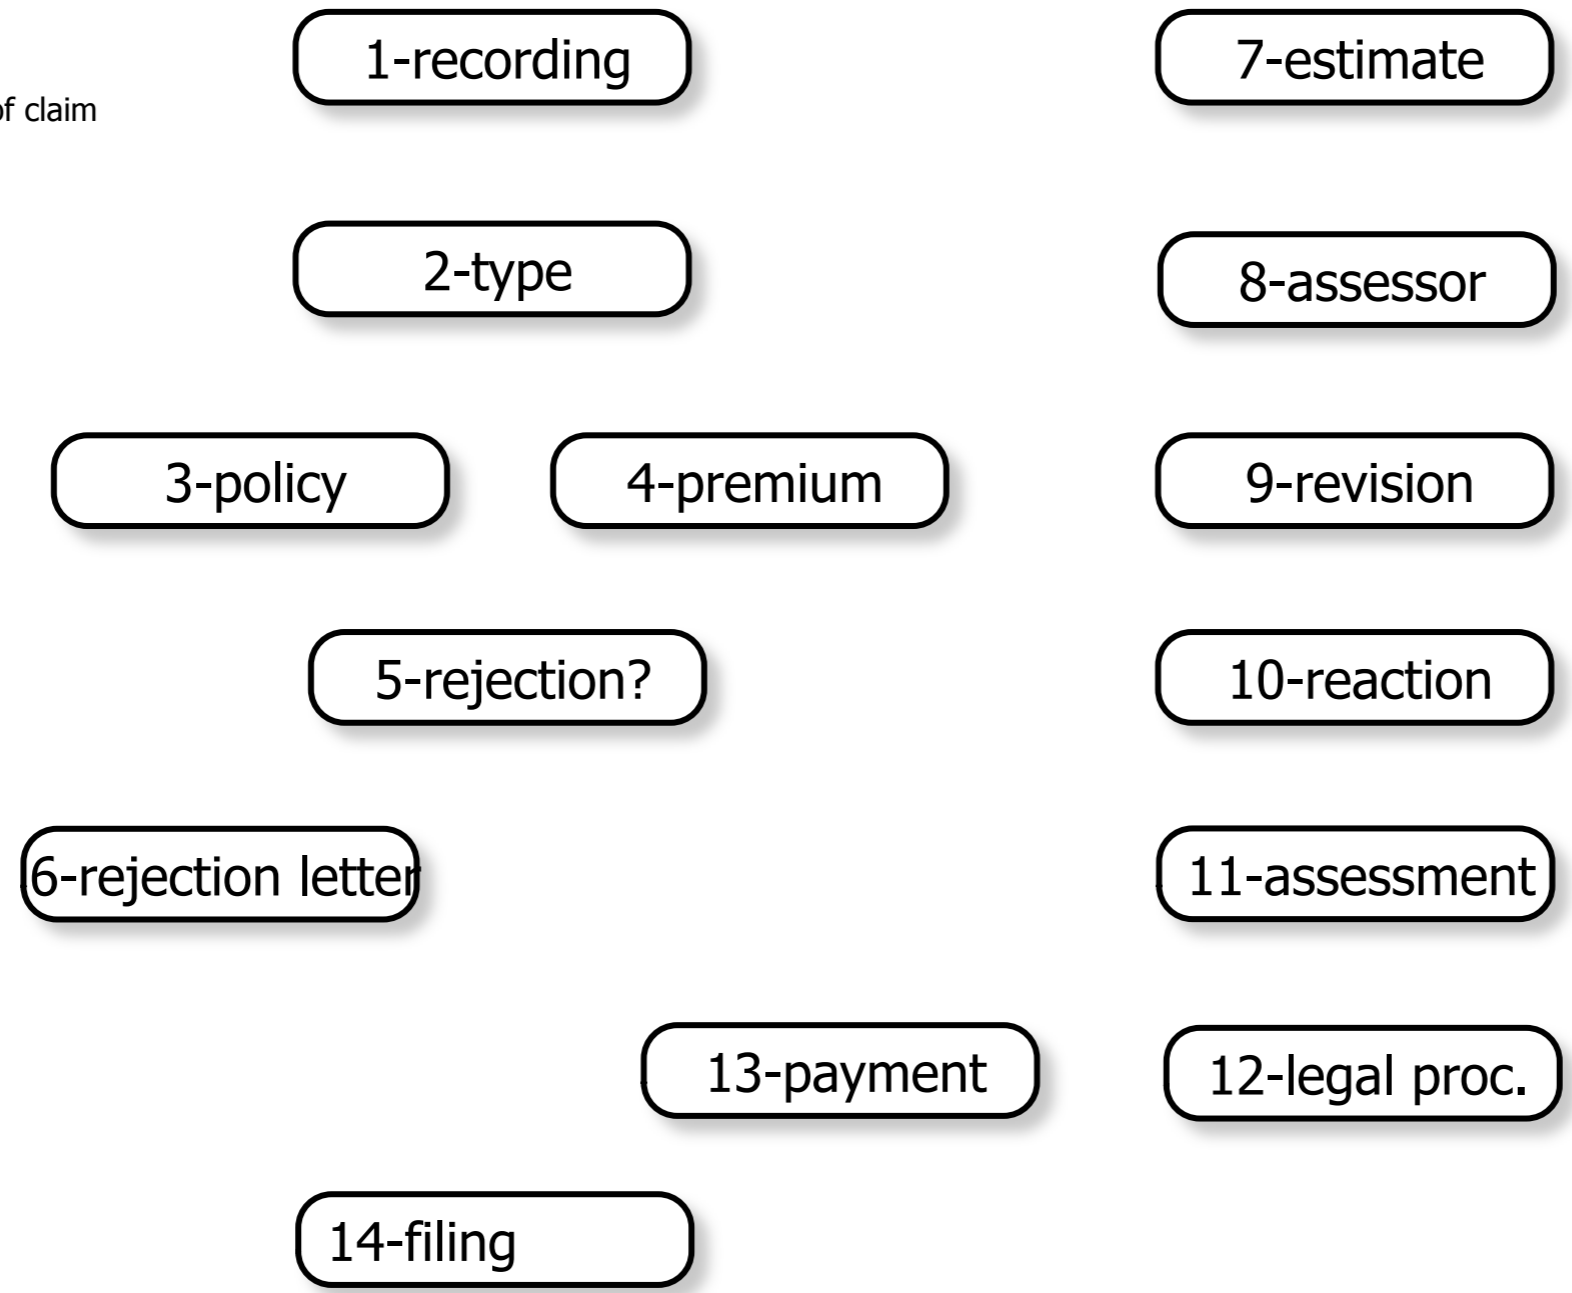 1-recording
7-estimate
of claim
2-type
8-assessor
3-policy
4-premium
9-revision
5-rejection?
10-reaction
6-rejection letter
11-assessment
13-payment
12-legal proc.
14-filing